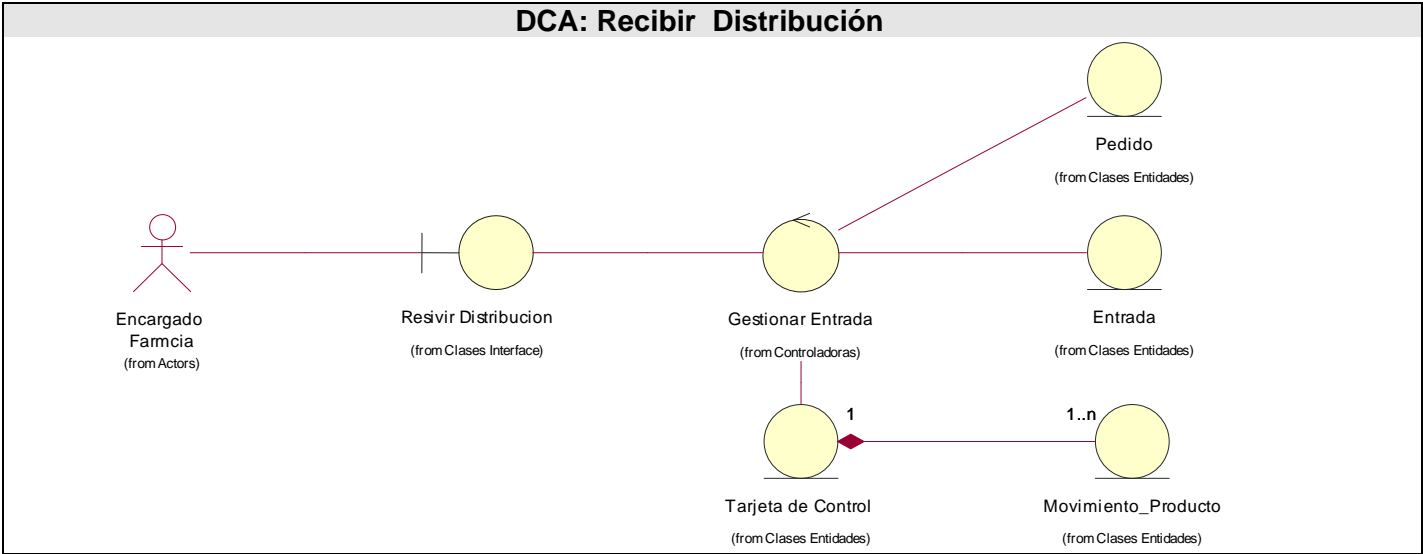 DCA: Recibir  Distribución
Pedido
(from Clases Entidades)
Encargado
Farmcia
(from Actors)
Resivir Distribucion
(from Clases Interface)
Gestionar Entrada
(from Controladoras)
Entrada
(from Clases Entidades)
1
1..n
Tarjeta de Control
(from Clases Entidades)
Movimiento_Producto
(from Clases Entidades)